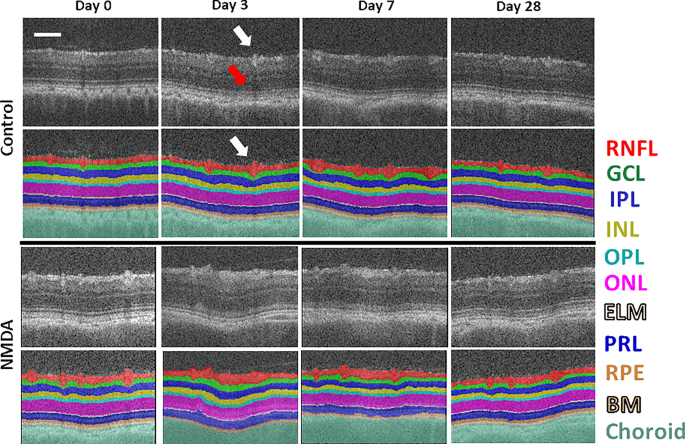 Day 0 Day 3 Day 7 Day 28
Control
NMDA
RNFL
GCL
IPL
INL
OPL
ONL
ELM
PRL
RPE
BM
Choroid